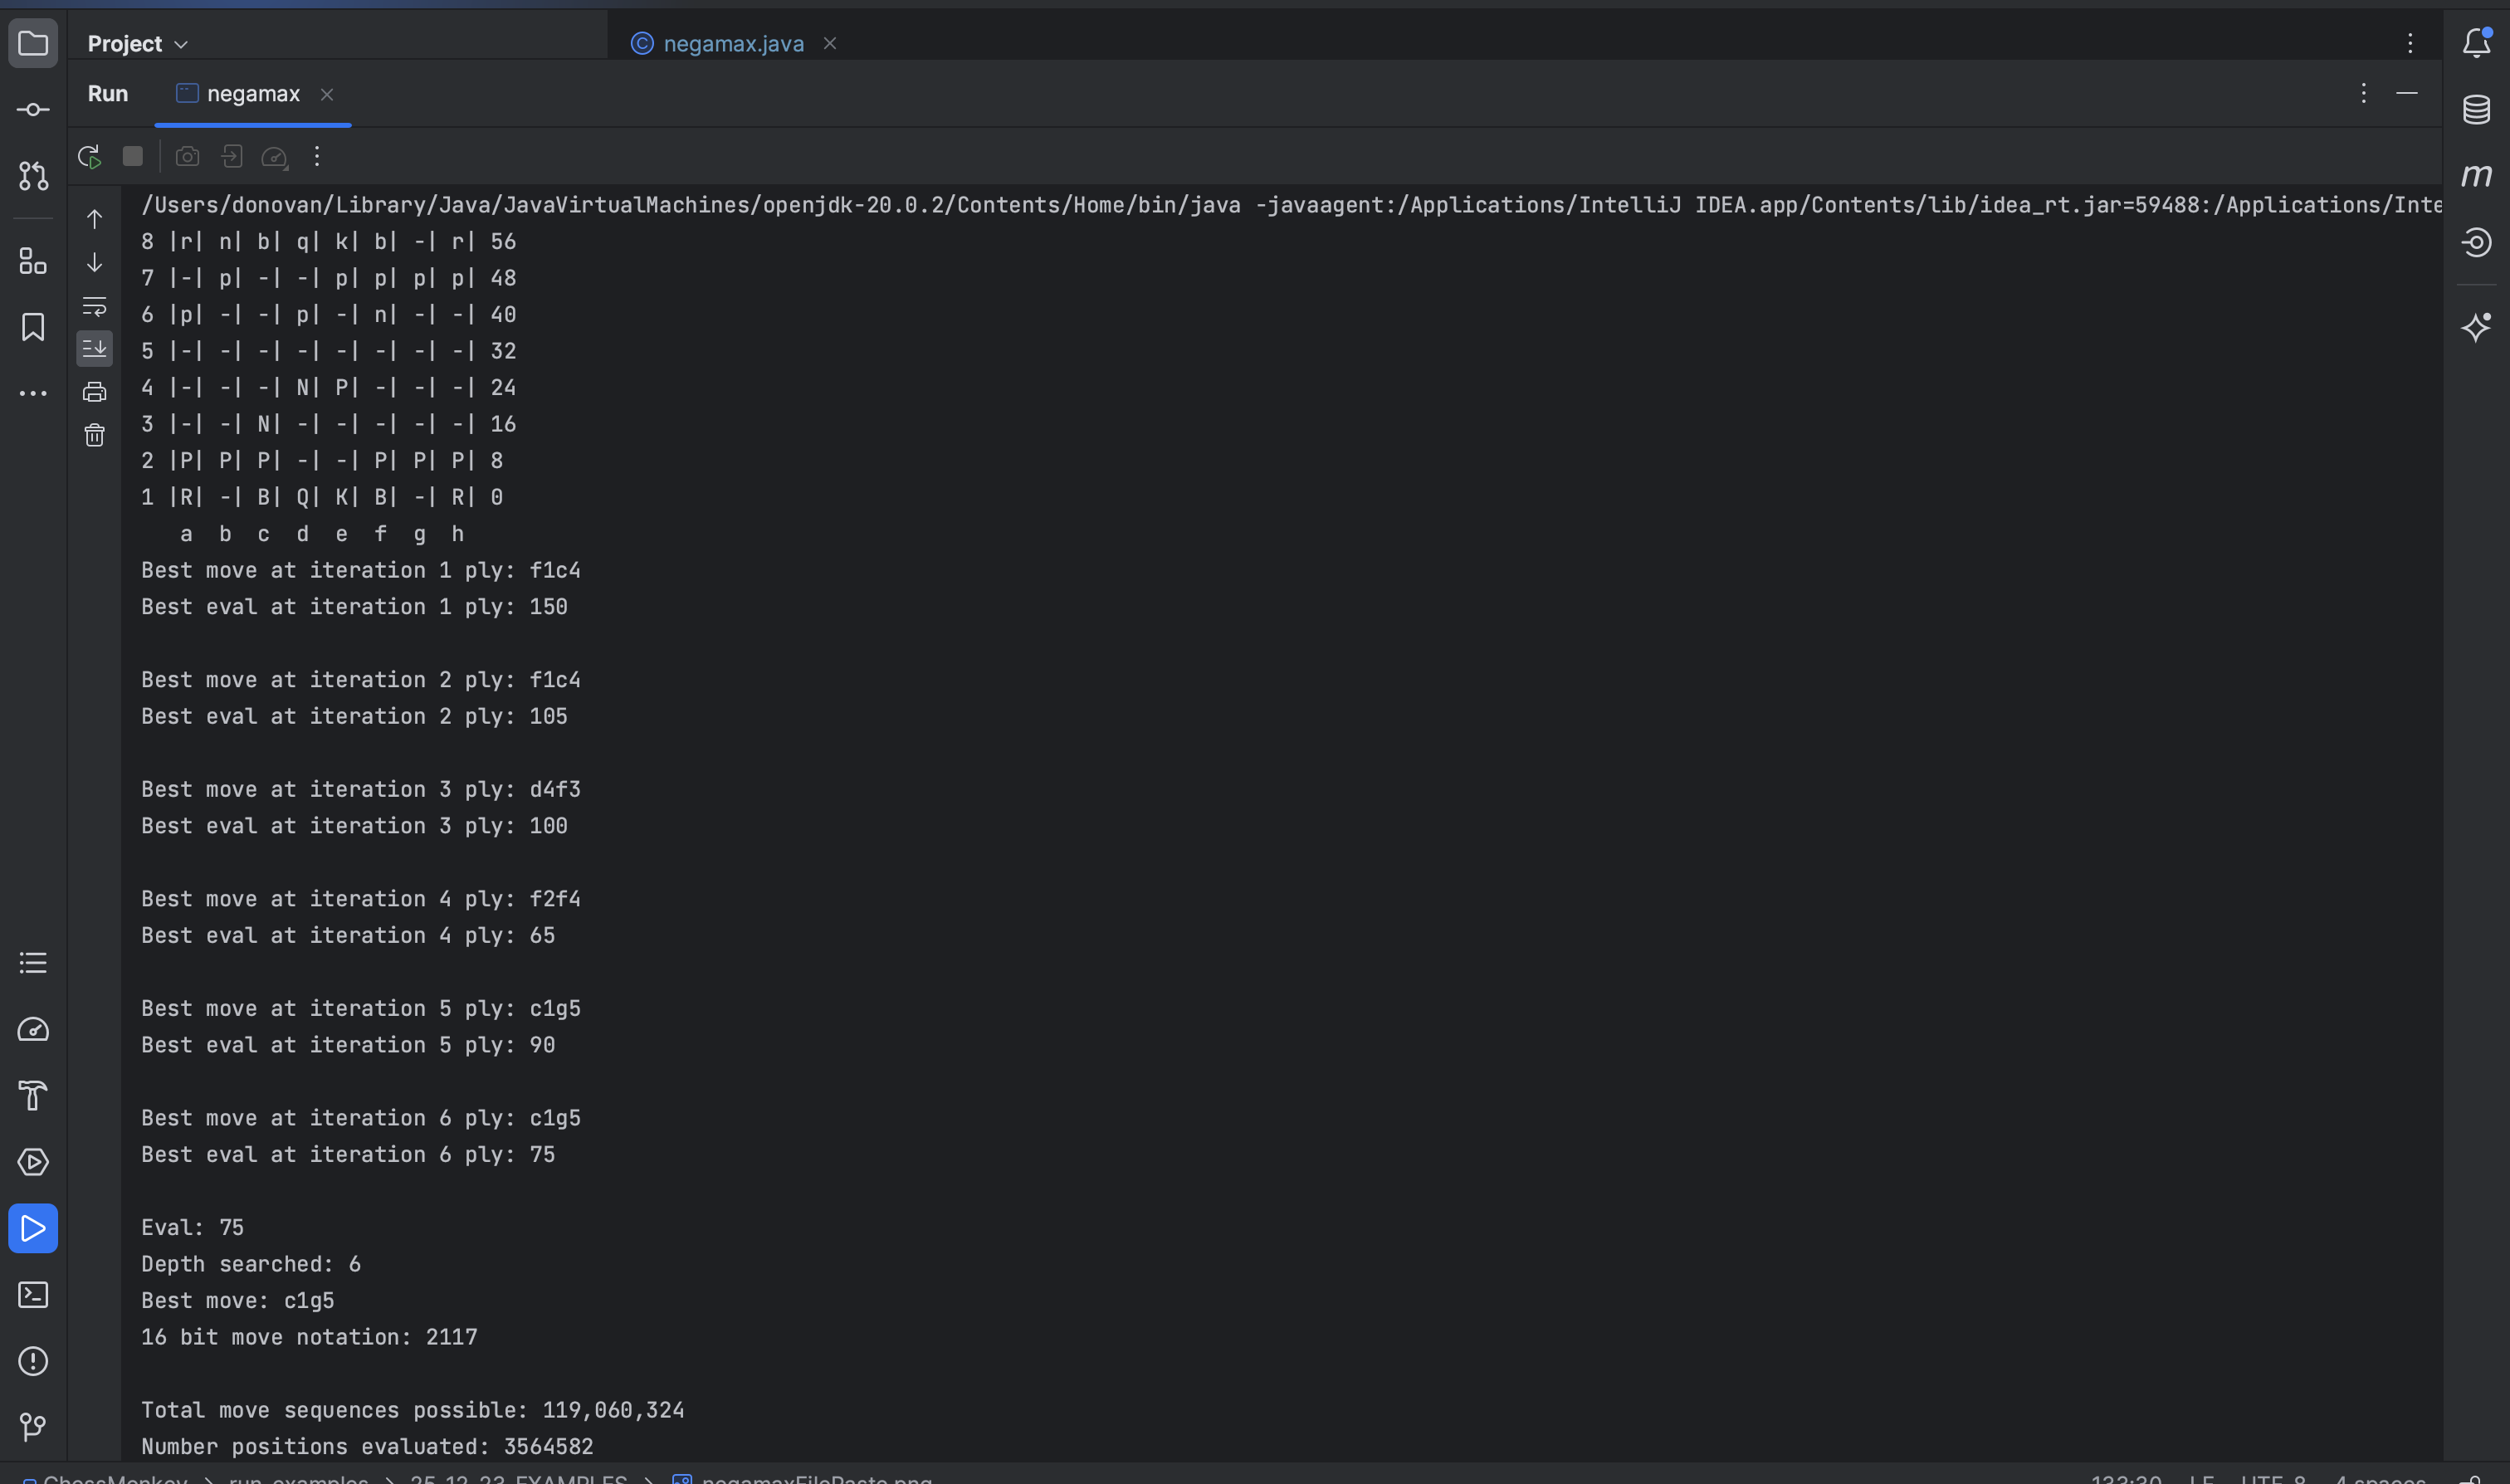 Project
negamax.java
Run negamax
/Users/donovan/Library/Java/JavaVirtualMachines/openjdk-20.0.2/Contents/Home/bin/java -javaagent:/Applications/IntelliJ IDEA.app/Contents/lib/idea_rt.jar=59488:/Applications/Inte
8 |r| n| b| q| k| b| -| r| 56
7 |-| p| -| -| p| p| p| p| 48
6 |p| -| -| p| -| n| -| -| 40
5 |-| -| -| -| -| -| -| -| 32
4 |-| -| -| N| P| -| -| -| 24
3 |-| -| N| -| -| -| -| -| 16
2 |P| P| P| -| -| P| P| P| 8
1 |R| -| B| Q| K| B| -| R| 0
a b c d e f g h
Best move at iteration 1 ply: f1c4
Best eval at iteration 1 ply: 150
Best move at iteration 2 ply: f1c4
Best eval at iteration 2 ply: 105
Best move at iteration 3 ply: d4f3
Best eval at iteration 3 ply: 100
Best move at iteration 4 ply: f2f4
Best eval at iteration 4 ply: 65
Best move at iteration 5 ply: c1g5
Best eval at iteration 5 ply: 90
Best move at iteration 6 ply: c1g5
Best eval at iteration 6 ply: 75
Eval: 75
Depth searched: 6
Best move: c1g5
16 bit move notation: 2117
Total move sequences possible: 119,060,324
Number positions evaluated: 3564582
ChessMonkey > run_examples > 25-12-23_EXAMPLES > negamaxFilePaste.png 133:30 LF UTF-8 4 spaces